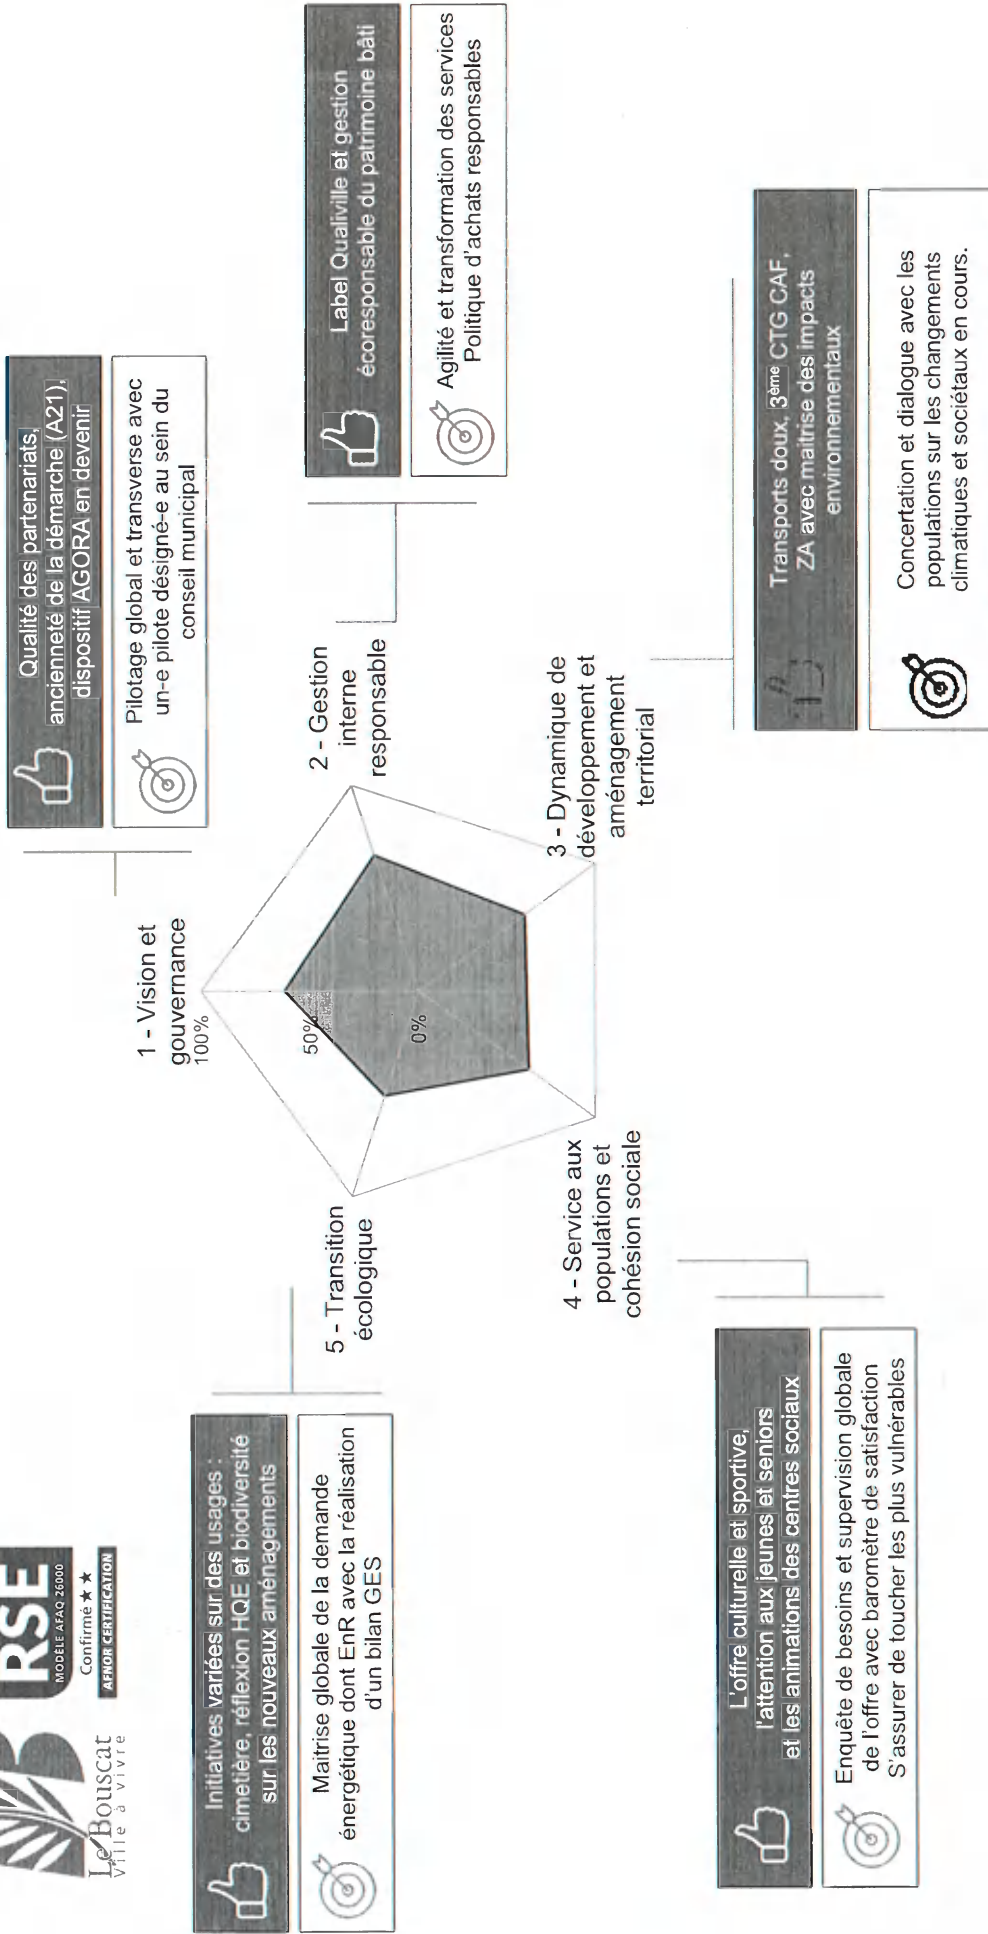 Le Bouscat
Ville à vivre
RSE
MODÈLE AFAQ 26000
Confirmé ★★
AFNOR CERTIFICATION
Qualité des partenariats,
ancienneté de la démarche (A21),
dispositif AGORA en devenir
Pilotage global et transverse avec
un-e pilote désigné-e au sein du
conseil municipal
1 - Vision et
gouvernance
100%
50%
0%
2 - Gestion
interne
responsable
Label Qualiville et gestion
écoresponsable du patrimoine bâti
Agilité et transformation des services
Politique d'achats responsables
3 - Dynamique de
développement et
aménagement
territorial
Transports doux, 3ème CTG CAF,
ZA avec maitrise des impacts
environnementaux
Concertation et dialogue avec les
populations sur les changements
climatiques et sociétaux en cours.
4 - Service aux
populations et
cohésion sociale
L'offre culturelle et sportive,
l'attention aux jeunes et seniors
et les animations des centres sociaux
Enquête de besoins et supervision globale
de l'offre avec baromètre de satisfaction
S'assurer de toucher les plus vulnérables
5 - Transition
écologique
Initiatives variées sur des usages :
cimetière, réflexion HQE et biodiversité
sur les nouveaux aménagements
Maitrise globale de la demande
énergétique dont EnR avec la réalisation
d'un bilan GES